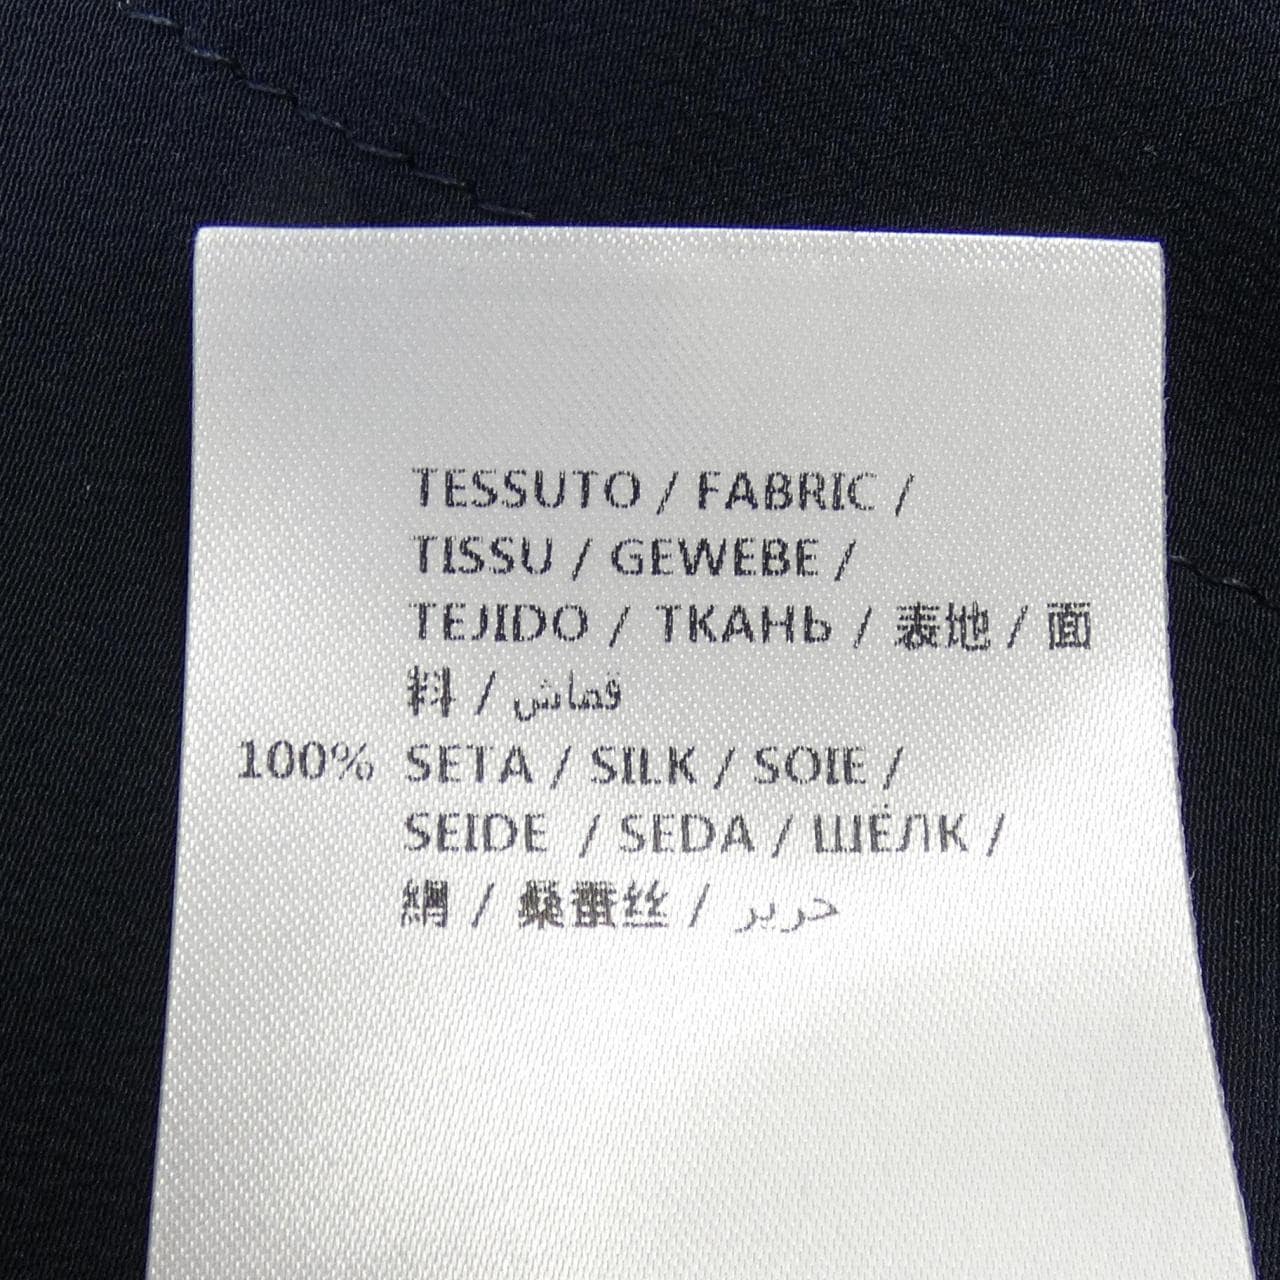 TESSUTO / FABRIC /
TISSU / GEWEBE /
TEJIDO / ТКАНЬ / 表地 / 面
料 / قماش
100% SETA / SILK / SOIE /
SEIDE / SEDA / ШЁЛК /
絹 / 桑蚕丝 / حرير